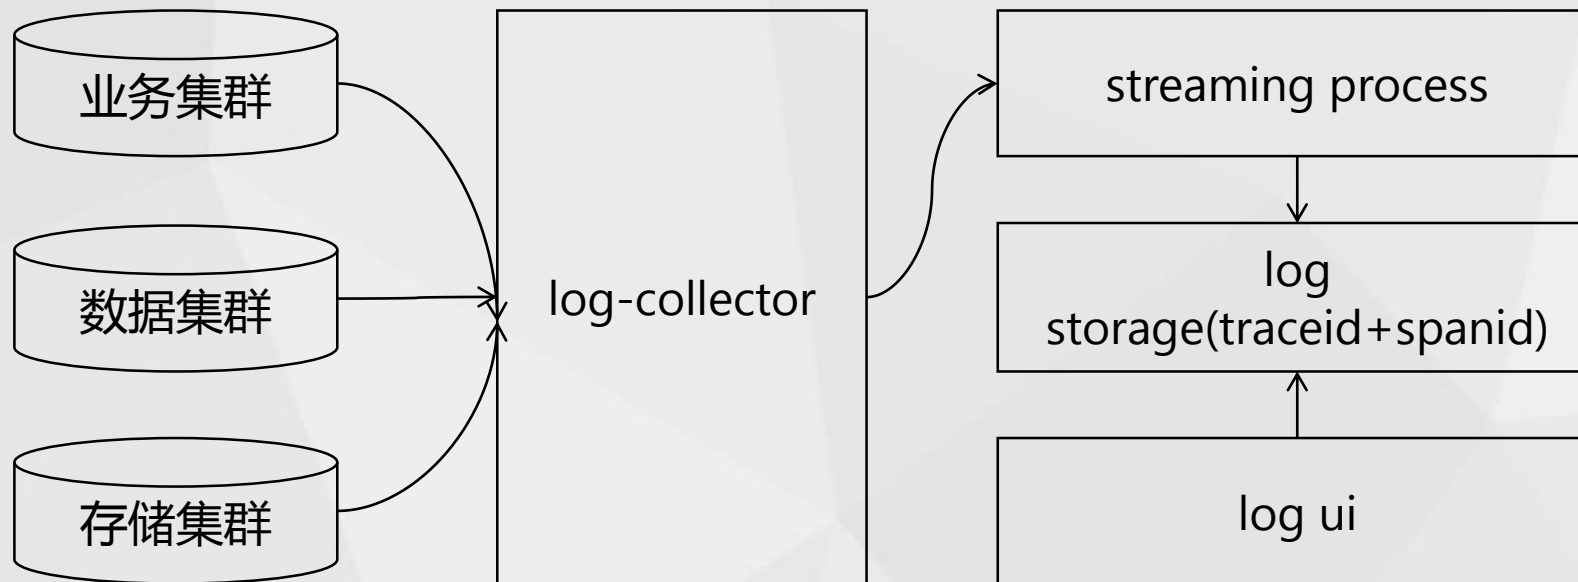 业务集群
数据集群
存储集群
log-collector
streaming process
log
storage(traceid+spanid)
log ui